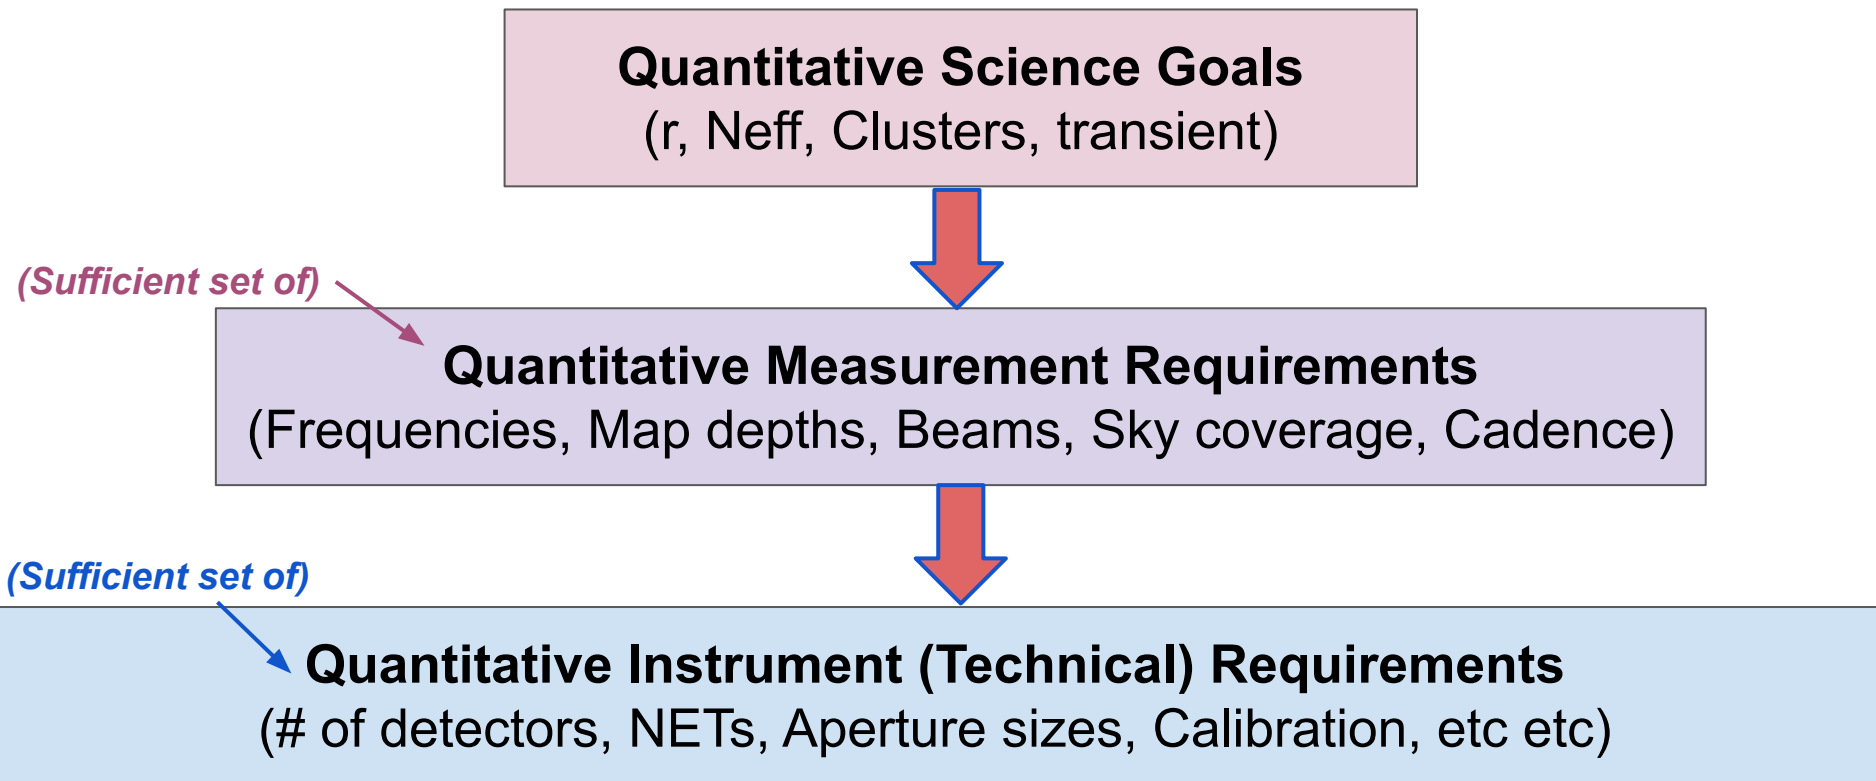 Quantitative Science Goals
(r, Neff, Clusters, transient)
(Sufficient set of)
Quantitative Measurement Requirements
(Frequencies, Map depths, Beams, Sky coverage, Cadence)
(Sufficient set of)
Quantitative Instrument (Technical) Requirements
(# of detectors, NETs, Aperture sizes, Calibration, etc etc)